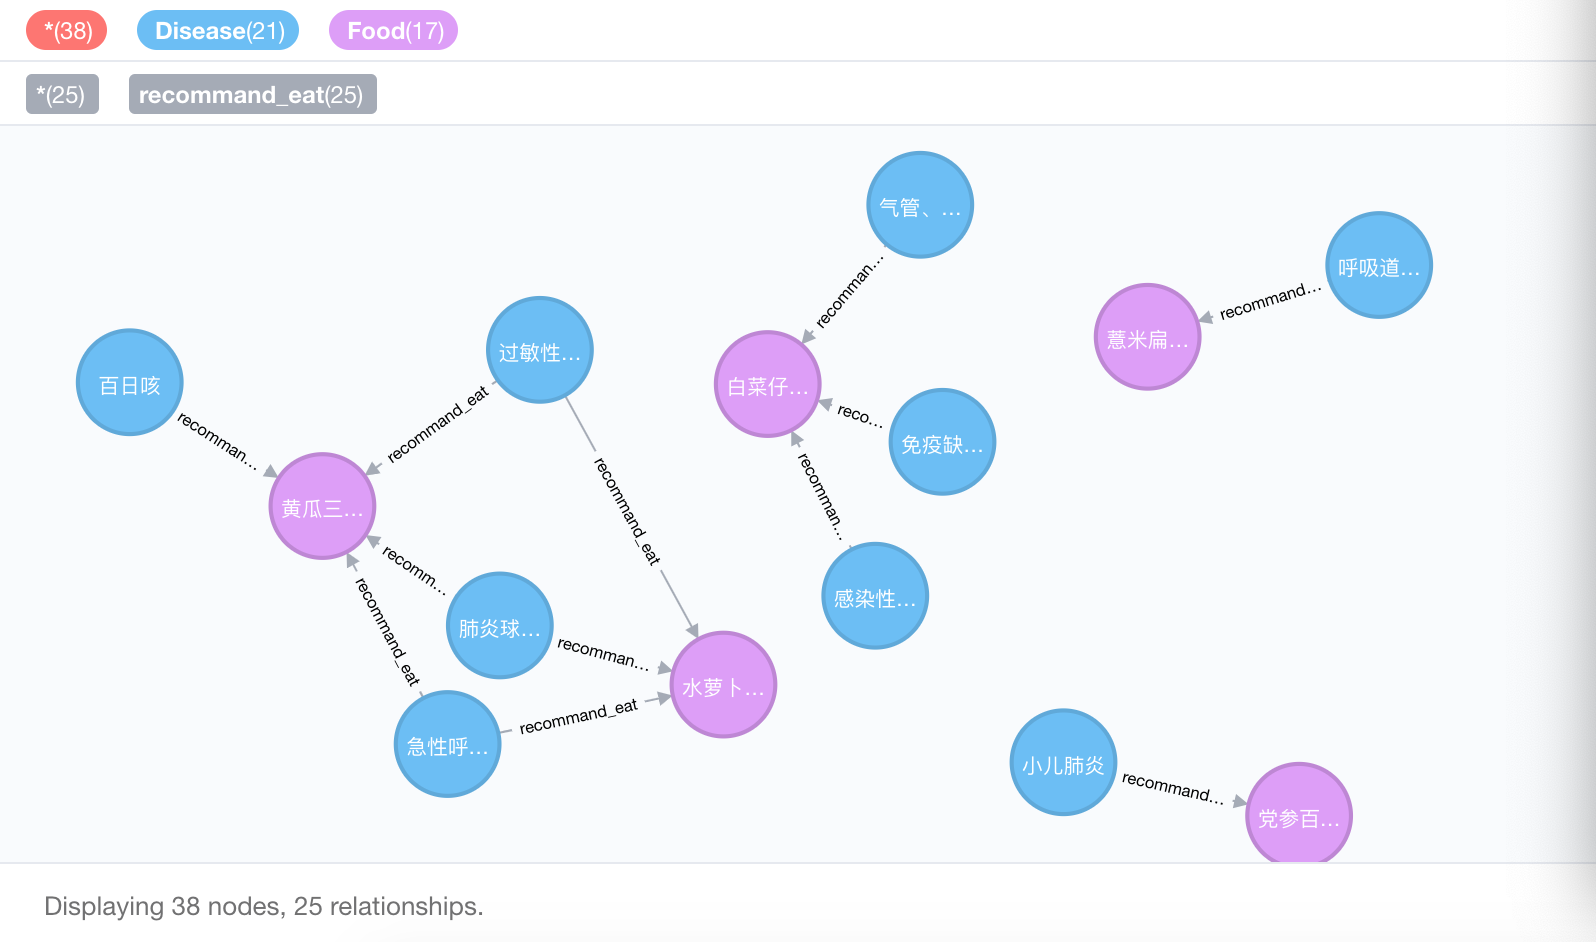 *(38) Disease(21) Food(17)
*(25) recommand_eat(25)
气管、...
呼吸道...
recomman...
recommand...
薏米扁...
过敏性...
百日咳
白菜仔...
recommand_eat
reco...
免疫缺...
recomman...
黄瓜三...
recommand_eat
recomman...
recomm...
感染性...
recommand_eat
肺炎球...
recomman...
水萝卜...
recommand_eat
急性呼...
小儿肺炎
recommand...
党参百...
Displaying 38 nodes, 25 relationships.